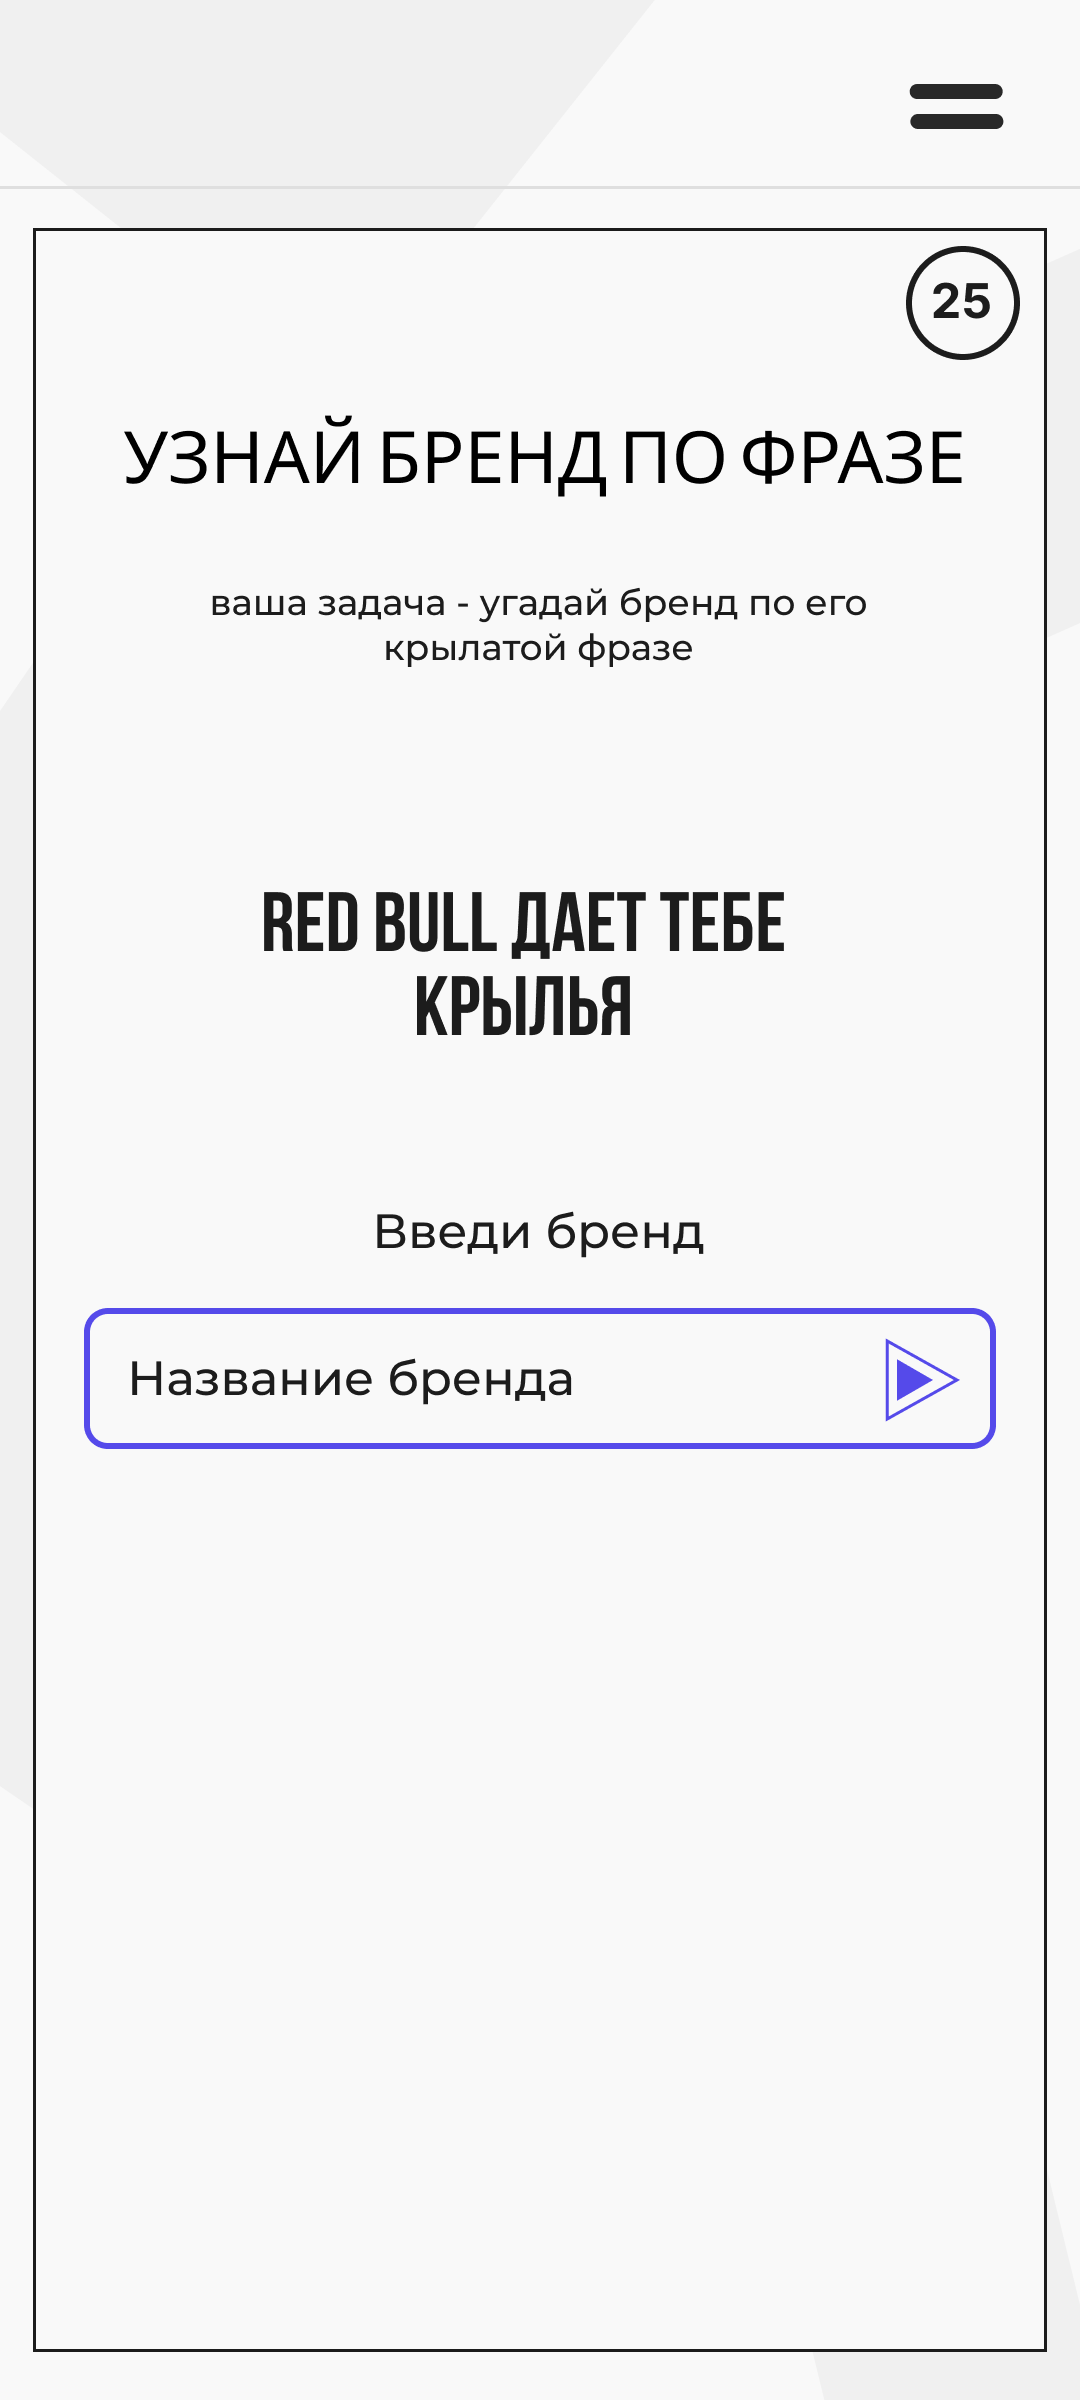 25
УЗНАЙ БРЕНД ПО ФРАЗЕ
ваша задача - угадай бренд по его
крылатой фразе
RED BULL ДАЕТ ТЕБЕ
КРЫЛЬЯ
Введи бренд
Название бренда